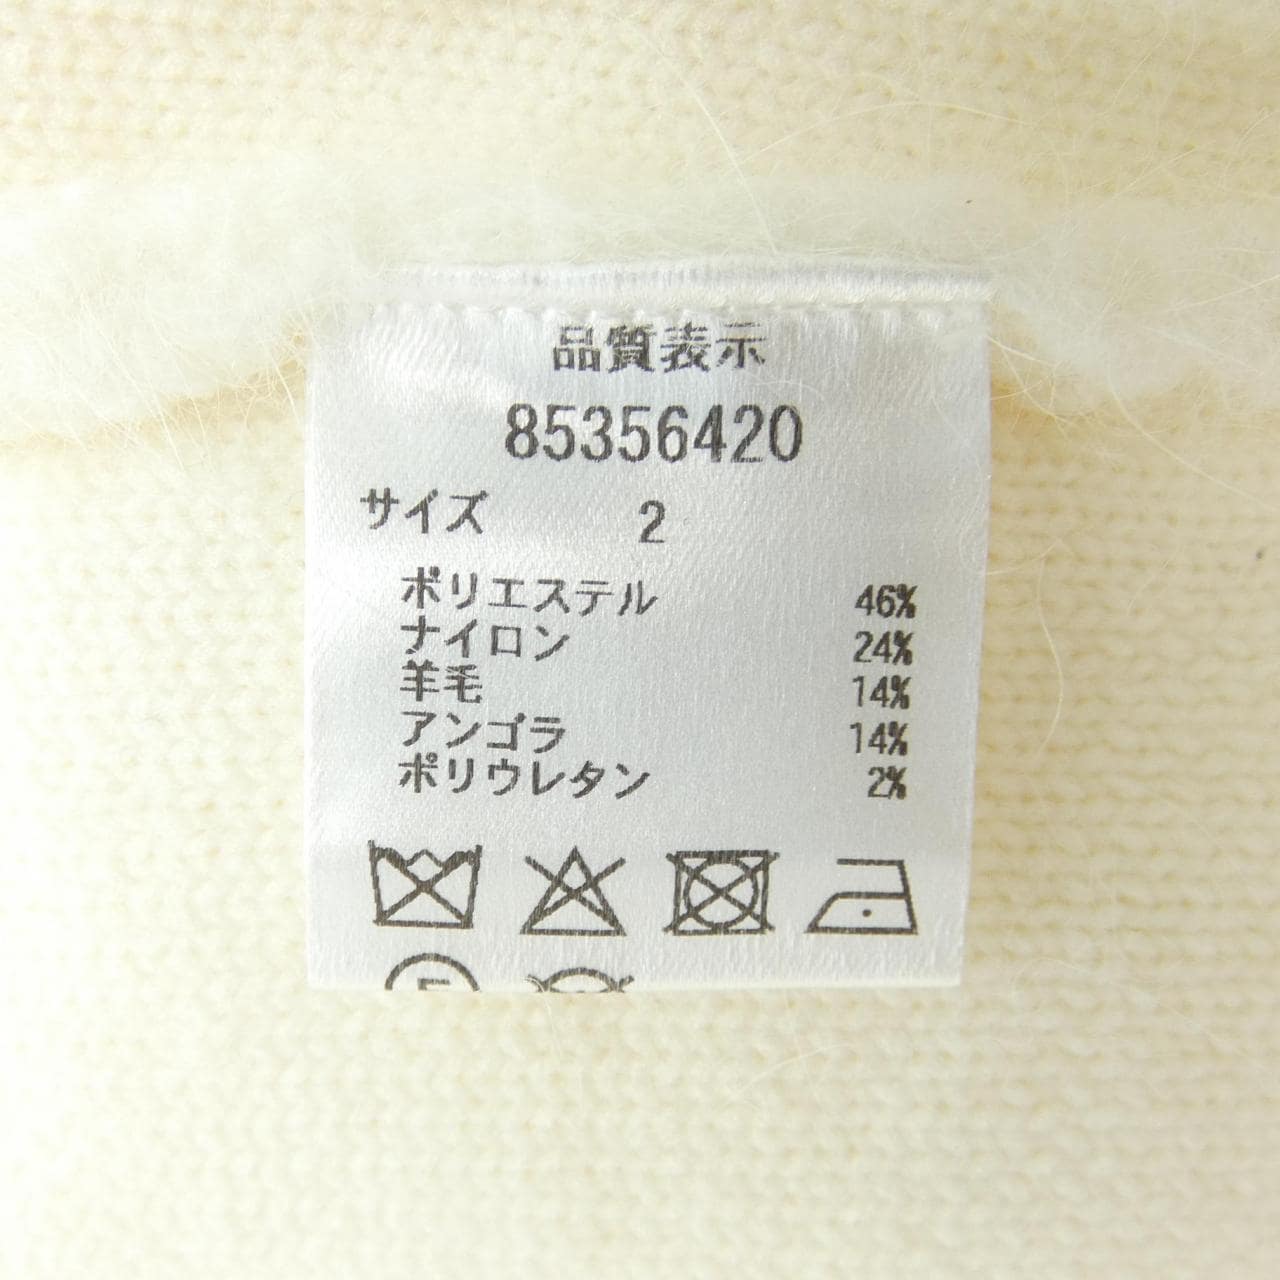 品質表示
85356420
サイズ 2
ポリエステル 46%
ナイロン 24%
羊毛 14%
アンゴラ 14%
ポリウレタン 2%